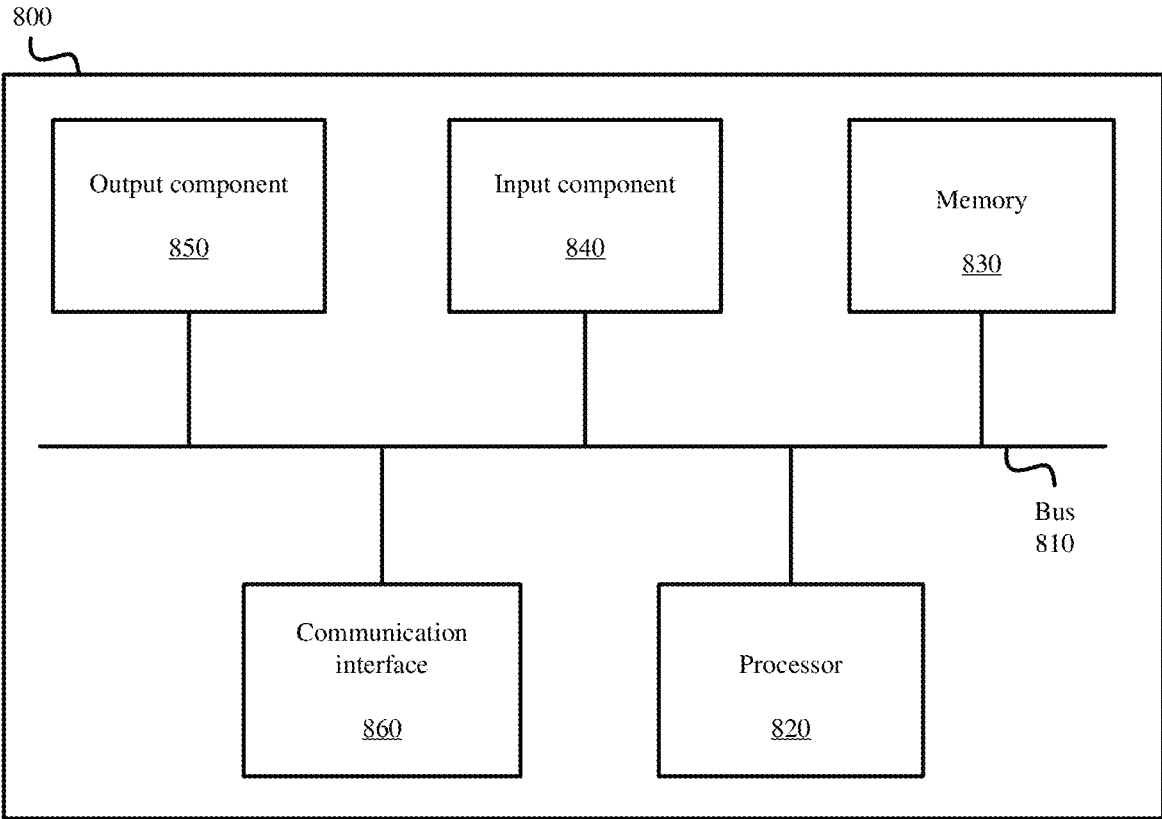 800
Output component
850
Input component
840
Memory
830
Bus
810
Communication
interface
860
Processor
820